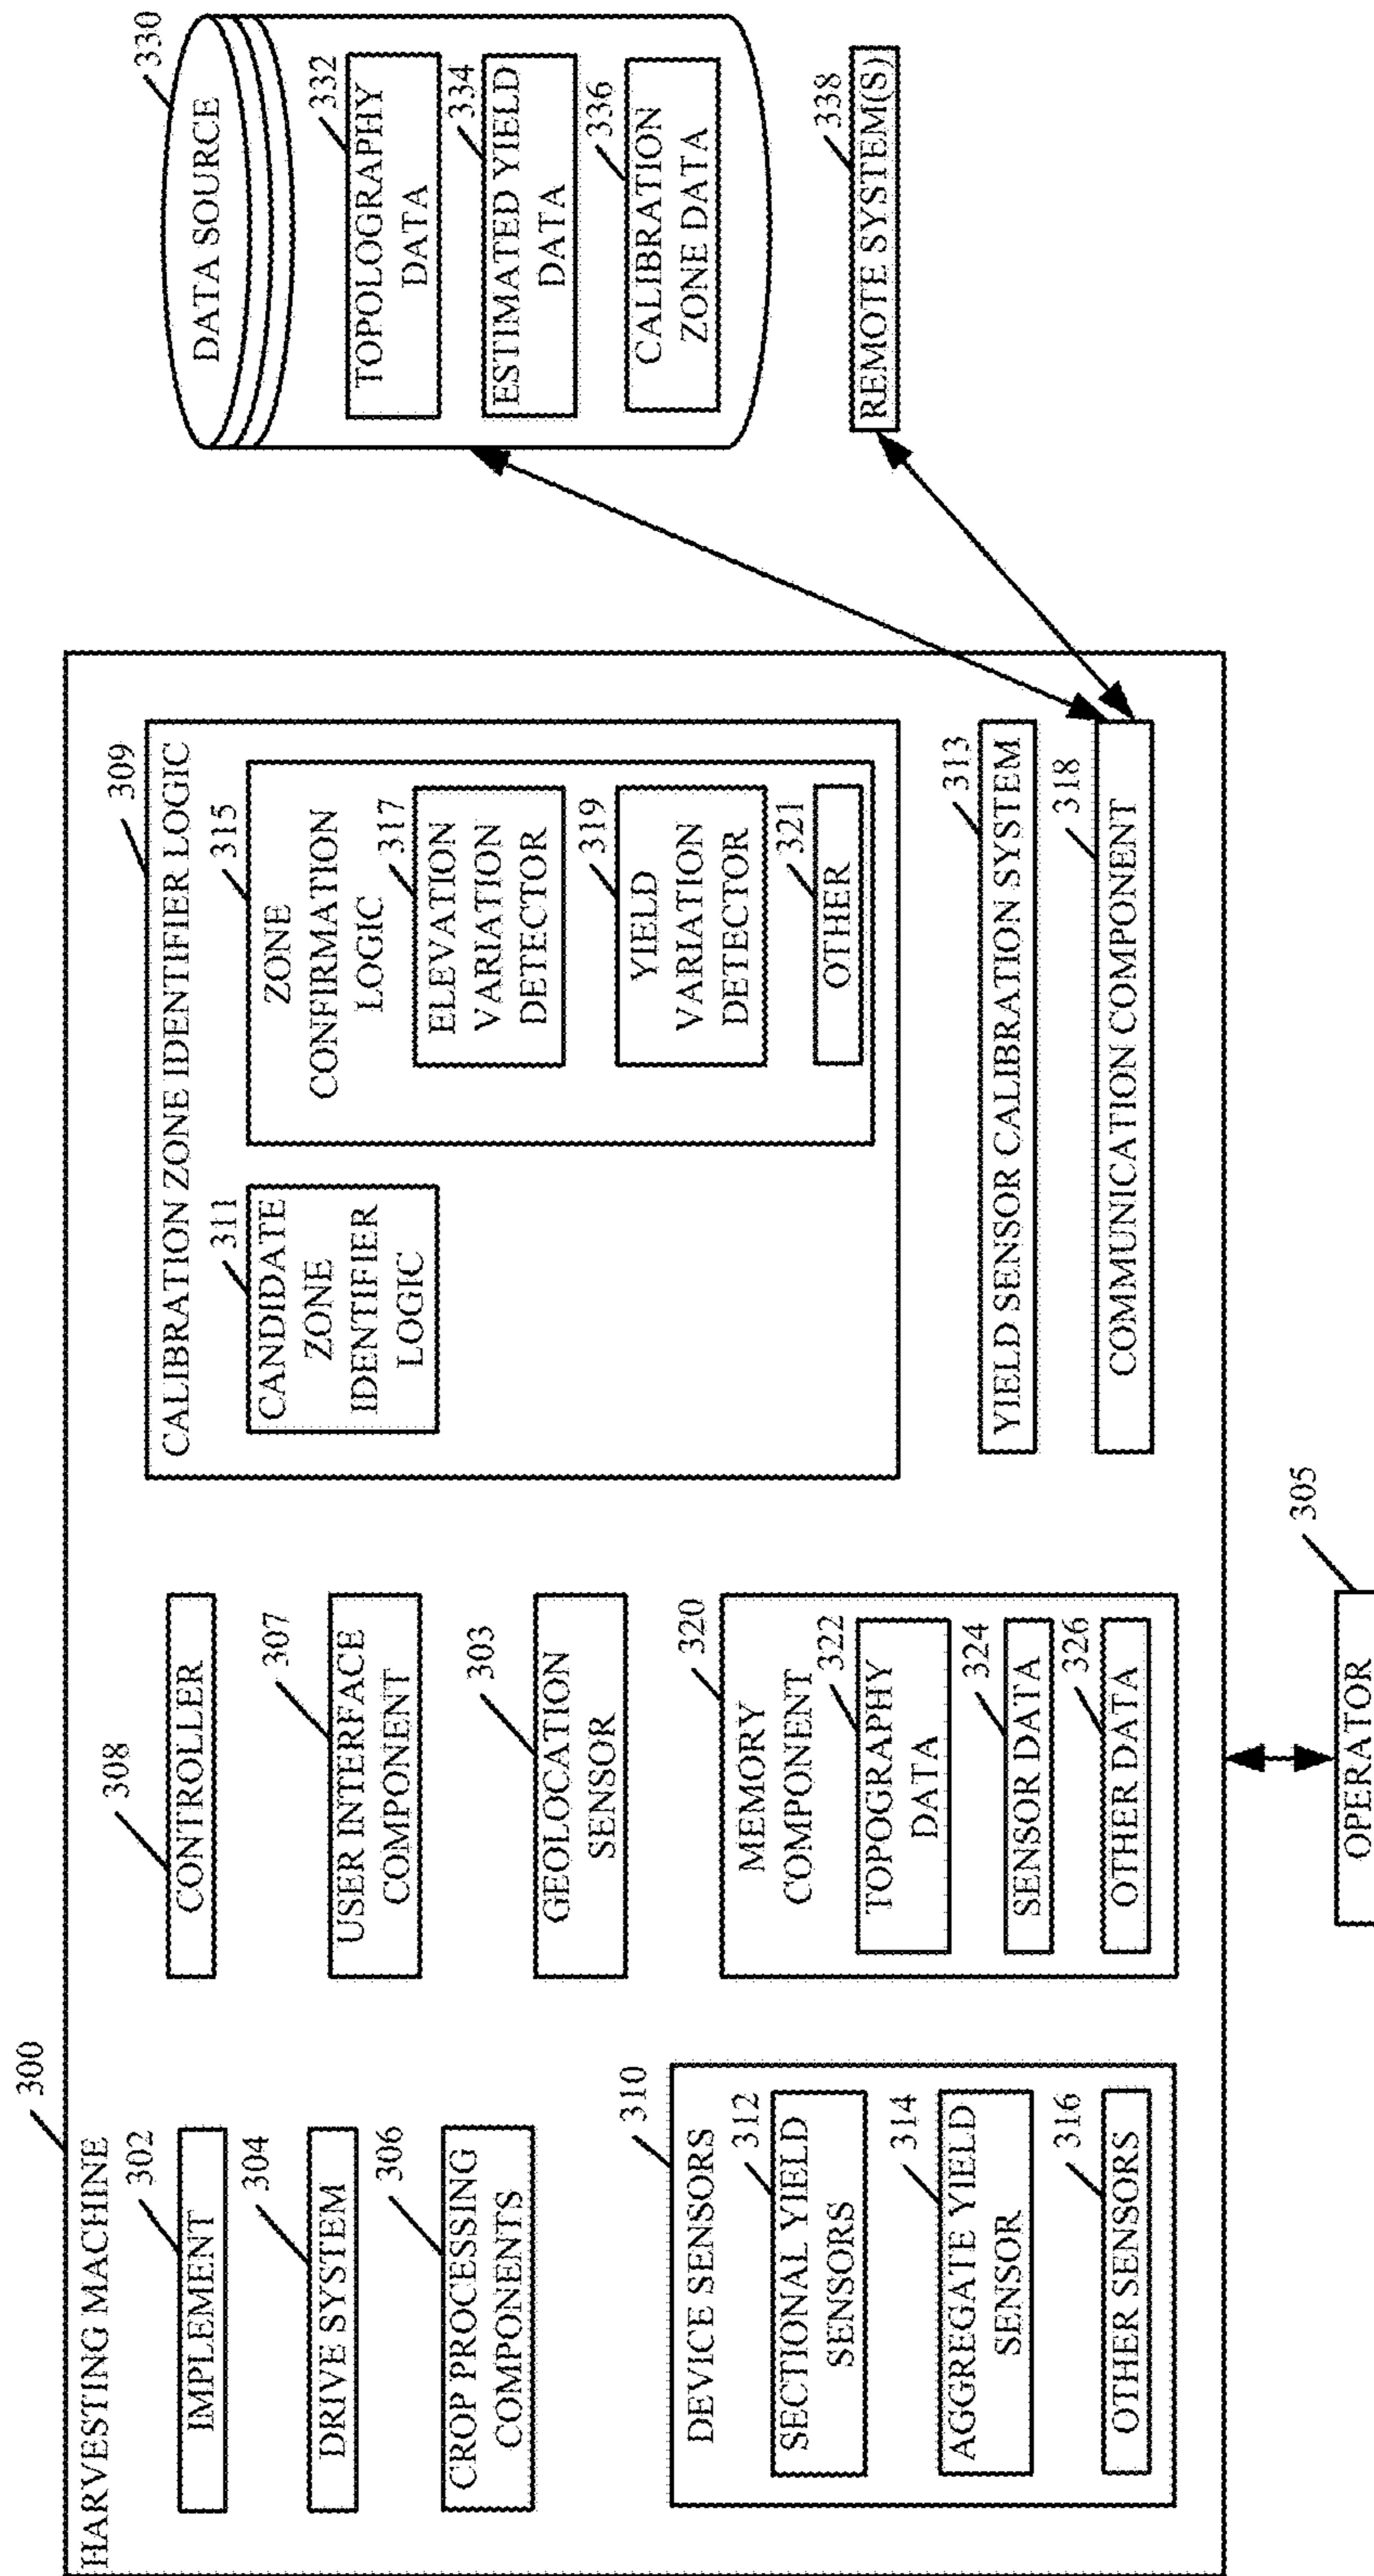 300
HARVESTING MACHINE
302
IMPLEMENT
304
DRIVE SYSTEM
306
CROP PROCESSING
COMPONENTS
310
DEVICE SENSORS
312
SECTIONAL YIELD
SENSORS
314
AGGREGATE YIELD
SENSOR
316
OTHER SENSORS
308
CONTROLLER
307
USER INTERFACE
COMPONENT
303
GEOLOCATION
SENSOR
320
MEMORY
COMPONENT
322
TOPOGRAPHY
DATA
324
SENSOR DATA
326
OTHER DATA
309
CALIBRATION ZONE IDENTIFIER LOGIC
311
CANDIDATE
ZONE
IDENTIFIER
LOGIC
315
ZONE
CONFIRMATION
LOGIC
317
ELEVATION
VARIATION
DETECTOR
319
YIELD
VARIATION
DETECTOR
321
OTHER
313
YIELD SENSOR CALIBRATION SYSTEM
318
COMMUNICATION COMPONENT
330
DATA SOURCE
332
TOPOLOGRAPHY
DATA
334
ESTIMATED YIELD
DATA
336
CALIBRATION
ZONE DATA
338
REMOTE SYSTEM(S)
305
OPERATOR